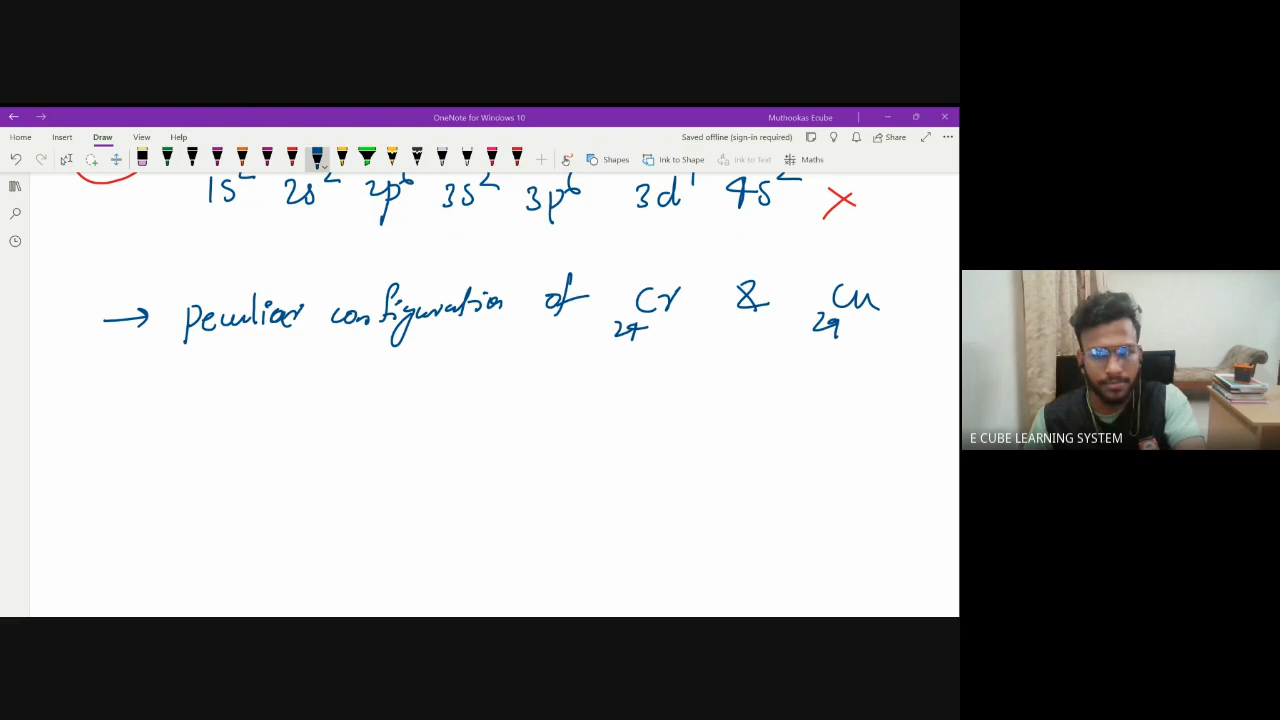 OneNote for Windows 10
Muthookas Ecube
Home Insert Draw View Help
Saved offline (sign-in required)
Share
Shapes
Ink to Shape
Ink to Text
Maths
1s² 2s² 2p⁶ 3s² 3p⁶ 3d¹ 4s² ×
→ Peculiar configuration of ₂₄Cr & ₂₉Cu
E CUBE LEARNING SYSTEM